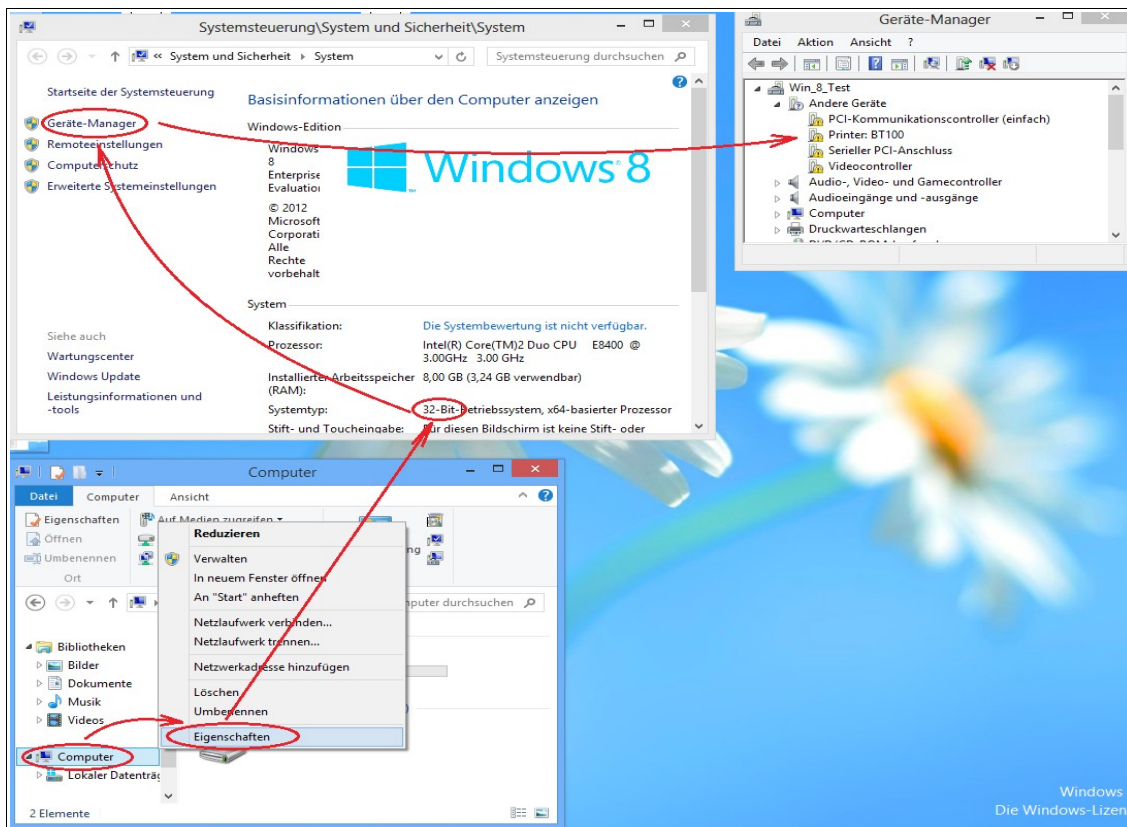 Systemsteuerung\System und Sicherheit\System
« System und Sicherheit ▸ System
Systemsteuerung durchsuchen
Startseite der Systemsteuerung
Geräte-Manager
Remoteeinstellungen
Computerschutz
Erweiterte Systemeinstellungen
Siehe auch
Wartungscenter
Windows Update
Leistungsinformationen und
-tools
Basisinformationen über den Computer anzeigen
Windows-Edition
Windows
8
Enterprise
Evaluation
© 2012
Microsoft
Corporati
Alle
Rechte
vorbehalt
Windows 8
System
Klassifikation: Die Systembewertung ist nicht verfügbar.
Prozessor: Intel(R) Core(TM)2 Duo CPU E8400 @
3.00GHz 3.00 GHz
Installierter Arbeitsspeicher 8,00 GB (3,24 GB verwendbar)
(RAM):
Systemtyp: 32-Bit-Betriebssystem, x64-basierter Prozessor
Stift- und Toucheingabe: Für diesen Bildschirm ist keine Stift- oder
Geräte-Manager
Datei Aktion Ansicht ?
Win_8_Test
Andere Geräte
PCI-Kommunikationscontroller (einfach)
Printer: BT100
Serieller PCI-Anschluss
Videocontroller
Audio-, Video- und Gamecontroller
Audioeingänge und -ausgänge
Computer
Druckwarteschlangen
Computer
Datei Computer Ansicht
Eigenschaften
Öffnen
Umbenennen
Ort
Auf Medien zugreifen
ng
mputer durchsuchen
Bibliotheken
Bilder
Dokumente
Musik
Videos
Computer
Lokaler Datenträg
2 Elemente
Reduzieren
Verwalten
In neuem Fenster öffnen
An "Start" anheften
Netzlaufwerk verbinden...
Netzlaufwerk trennen...
Netzwerkadresse hinzufügen
Löschen
Umbenennen
Eigenschaften
Windows
Die Windows-Lizen